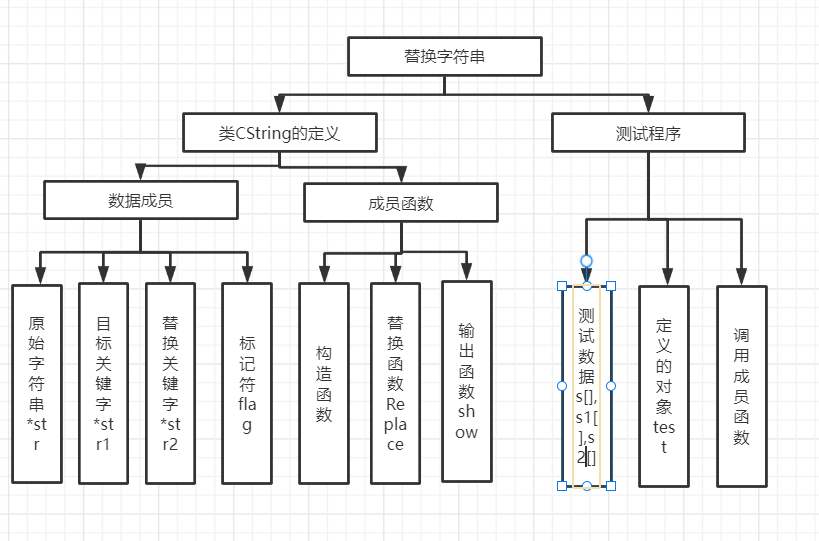 替换字符串
类CString的定义
测试程序
数据成员
成员函数
原
始
字
符
串
*st
r
目
标
关
键
字
*st
r1
替
换
关
键
字
*st
r2
标
记
符
fla
g
构
造
函
数
替
换
函
数
Re
pla
ce
输
出
函
数
sh
ow
测
试
数
据
s[],
s1[
],s
2[]
定
义
的
对
象
tes
t
调
用
成
员
函
数